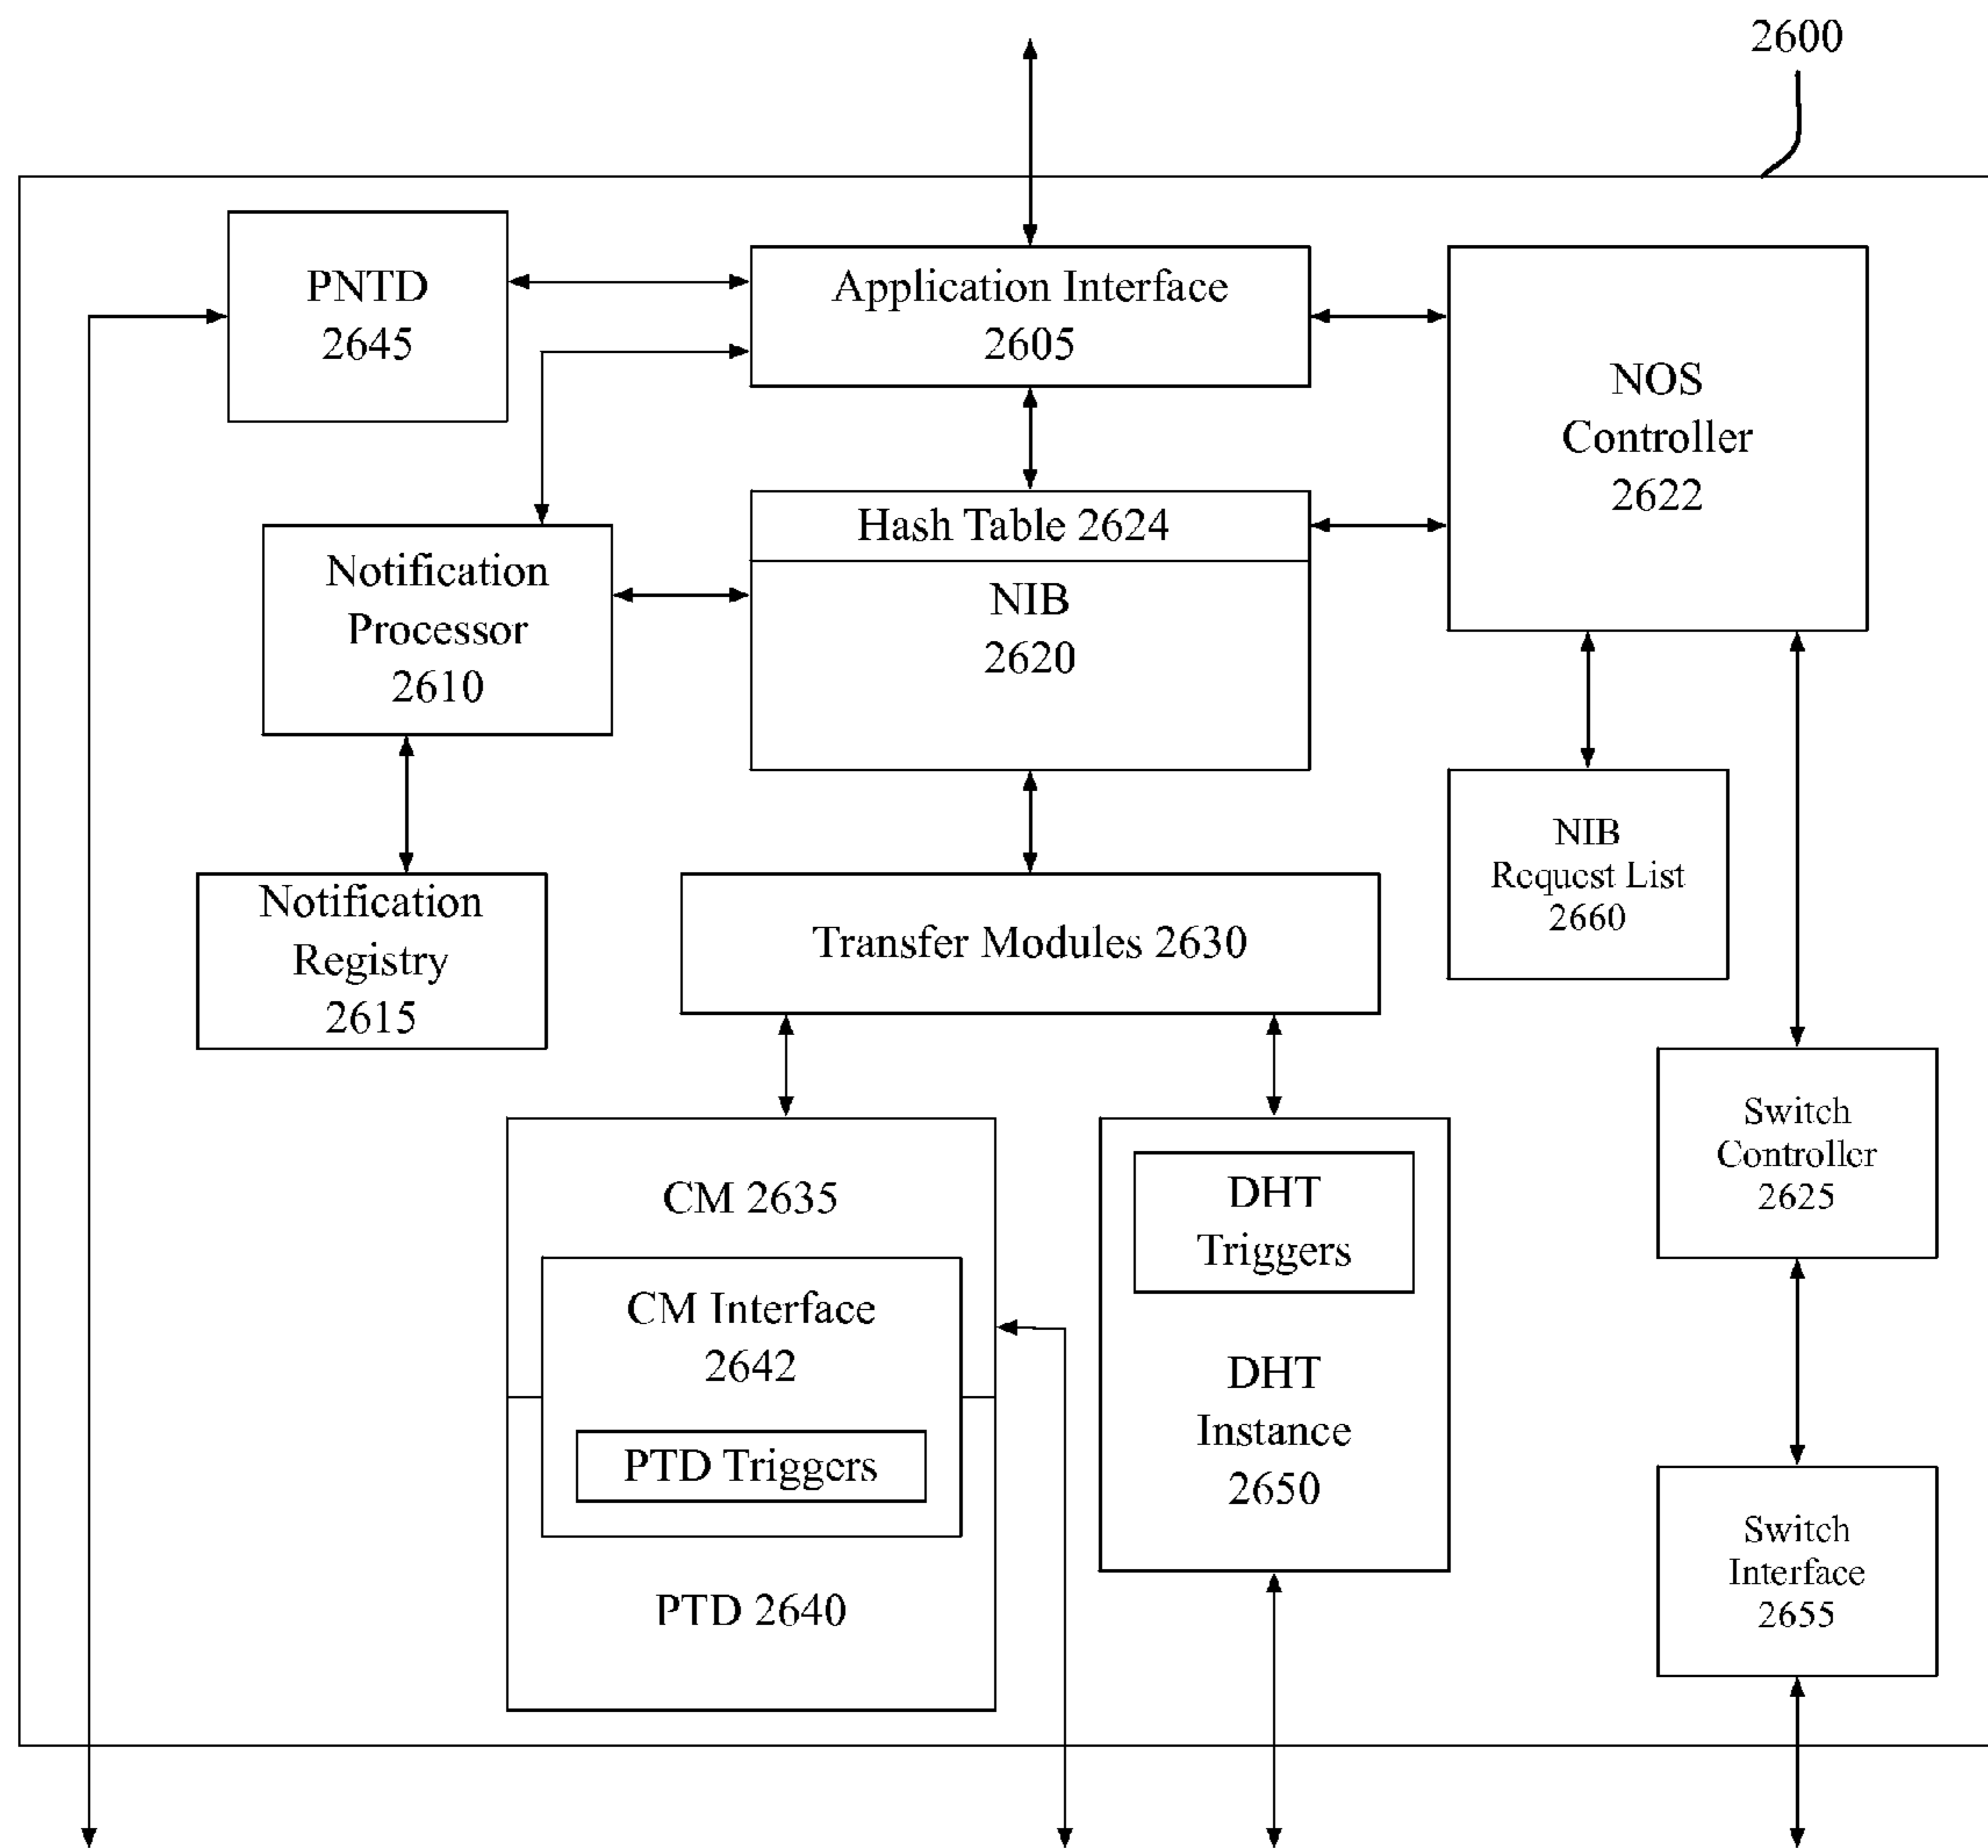 2600
PNTD
2645
Application Interface
2605
NOS
Controller
2622
Hash Table 2624
NIB
2620
Notification
Processor
2610
NIB
Request List
2660
Notification
Registry
2615
Transfer Modules 2630
Switch
Controller
2625
CM 2635
CM Interface
2642
PTD Triggers
PTD 2640
DHT
Triggers
DHT
Instance
2650
Switch
Interface
2655